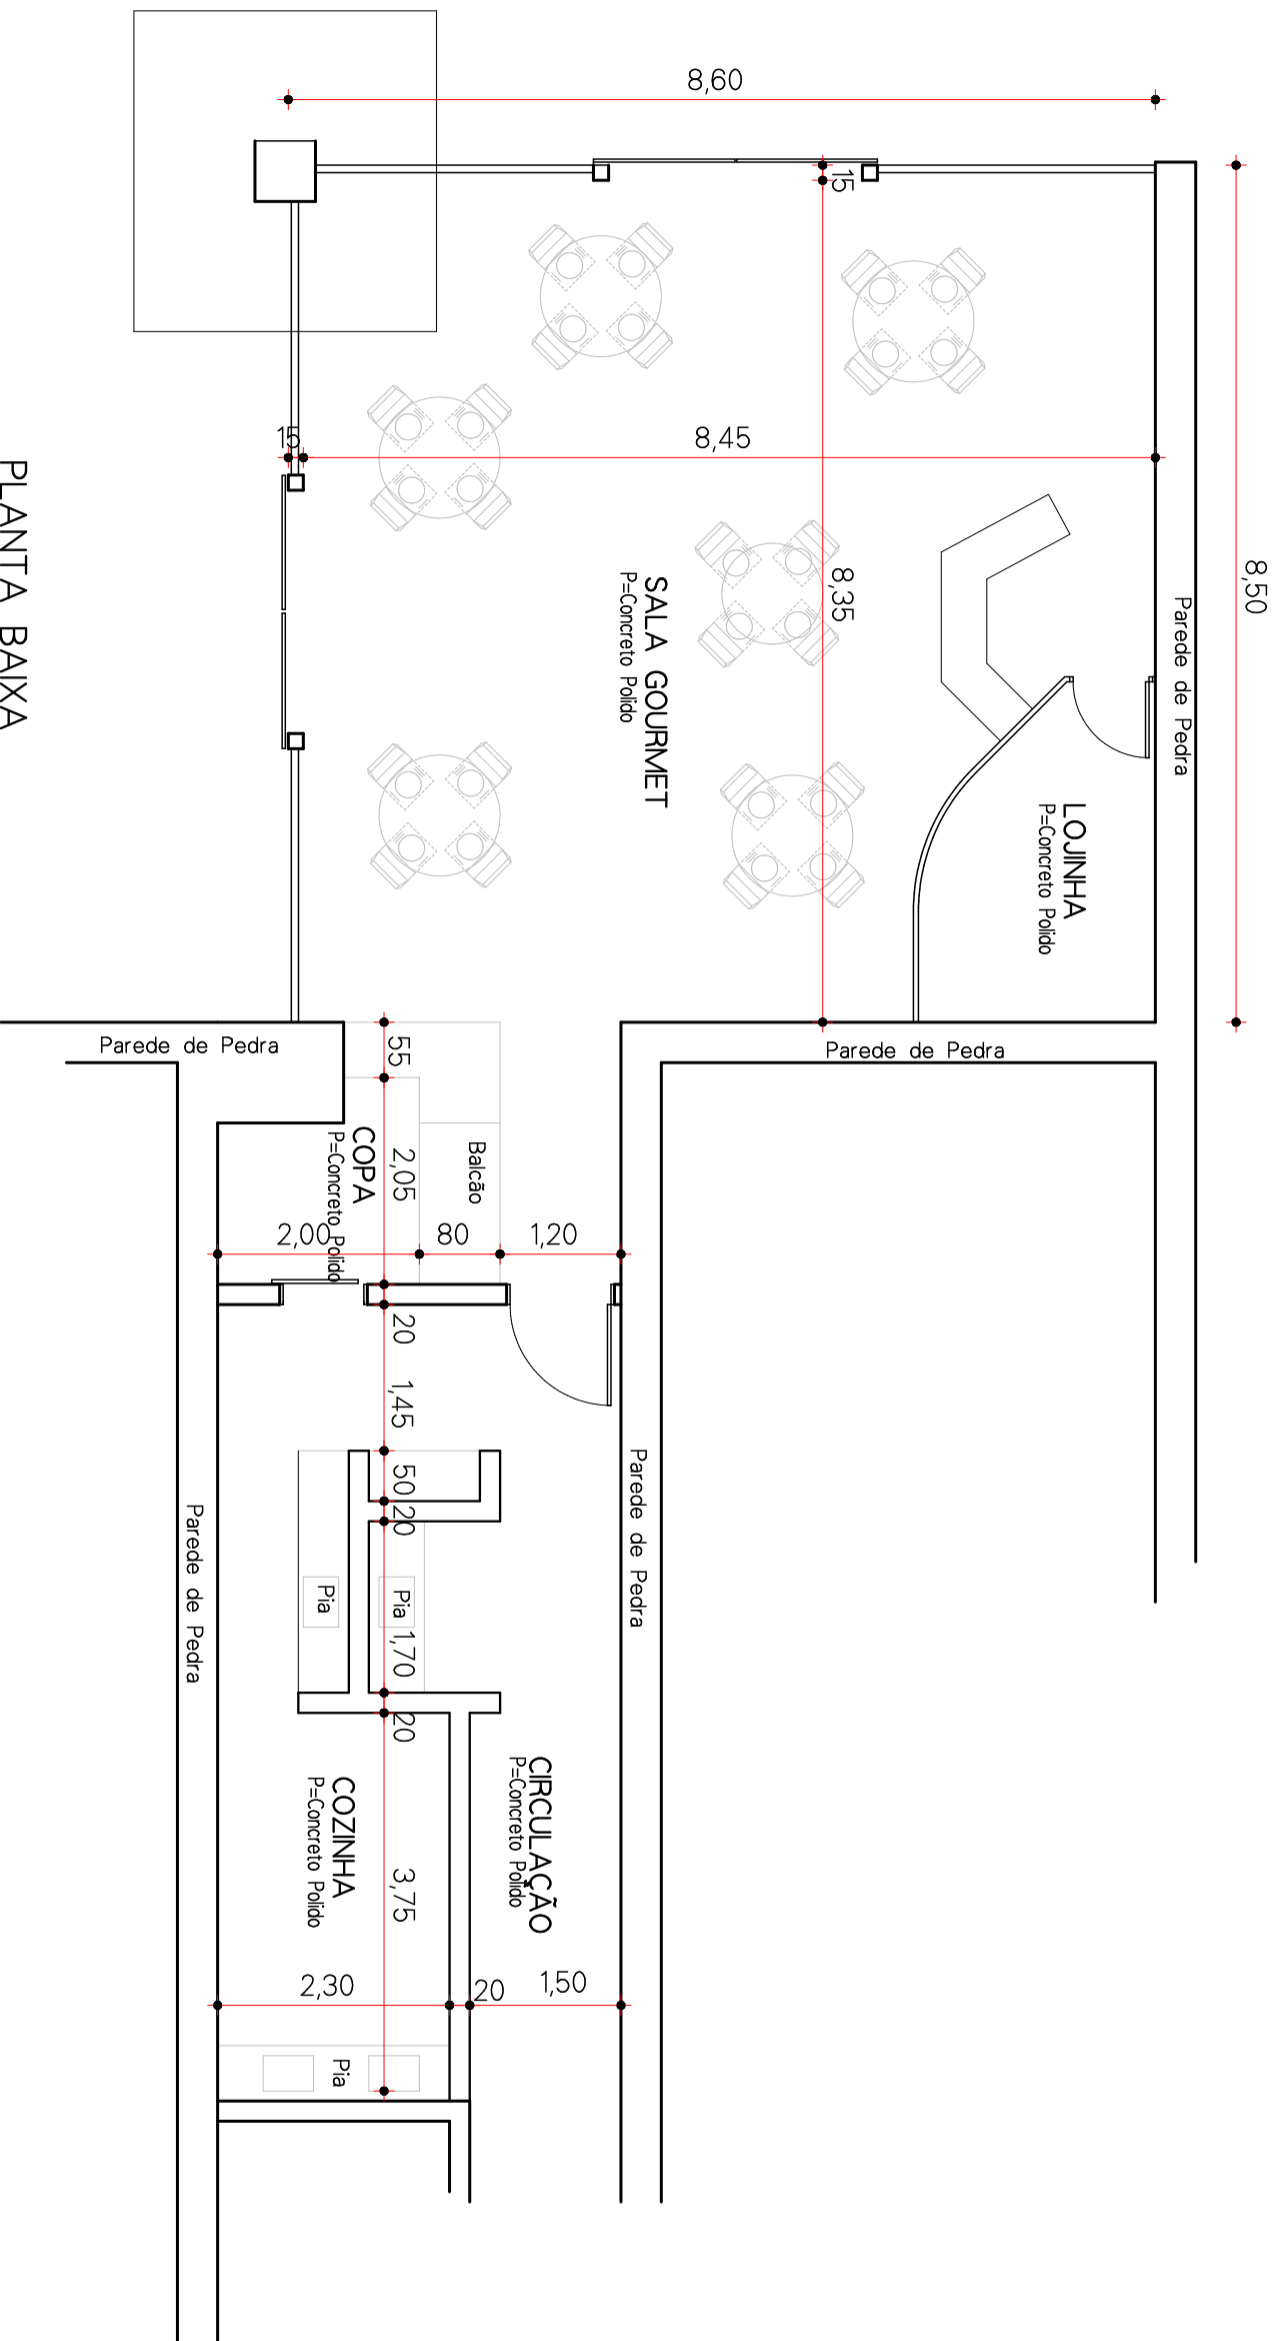 8,60
8,50
15
15
8,45
8,35
Parede de Pedra
SALA GOURMET
P=Concreto Polido
LOJINHA
P=Concreto Polido
PLANTA BAIXA
Parede de Pedra
Parede de Pedra
55
COPA
P=Concreto Polido
2,05
Balcão
2,00
80
1,20
20
1,45
Parede de Pedra
50
20
Parede de Pedra
Pia
Pia
1,70
20
CIRCULAÇÃO
P=Concreto Polido
COZINHA
P=Concreto Polido
3,75
2,30
20
1,50
Pia